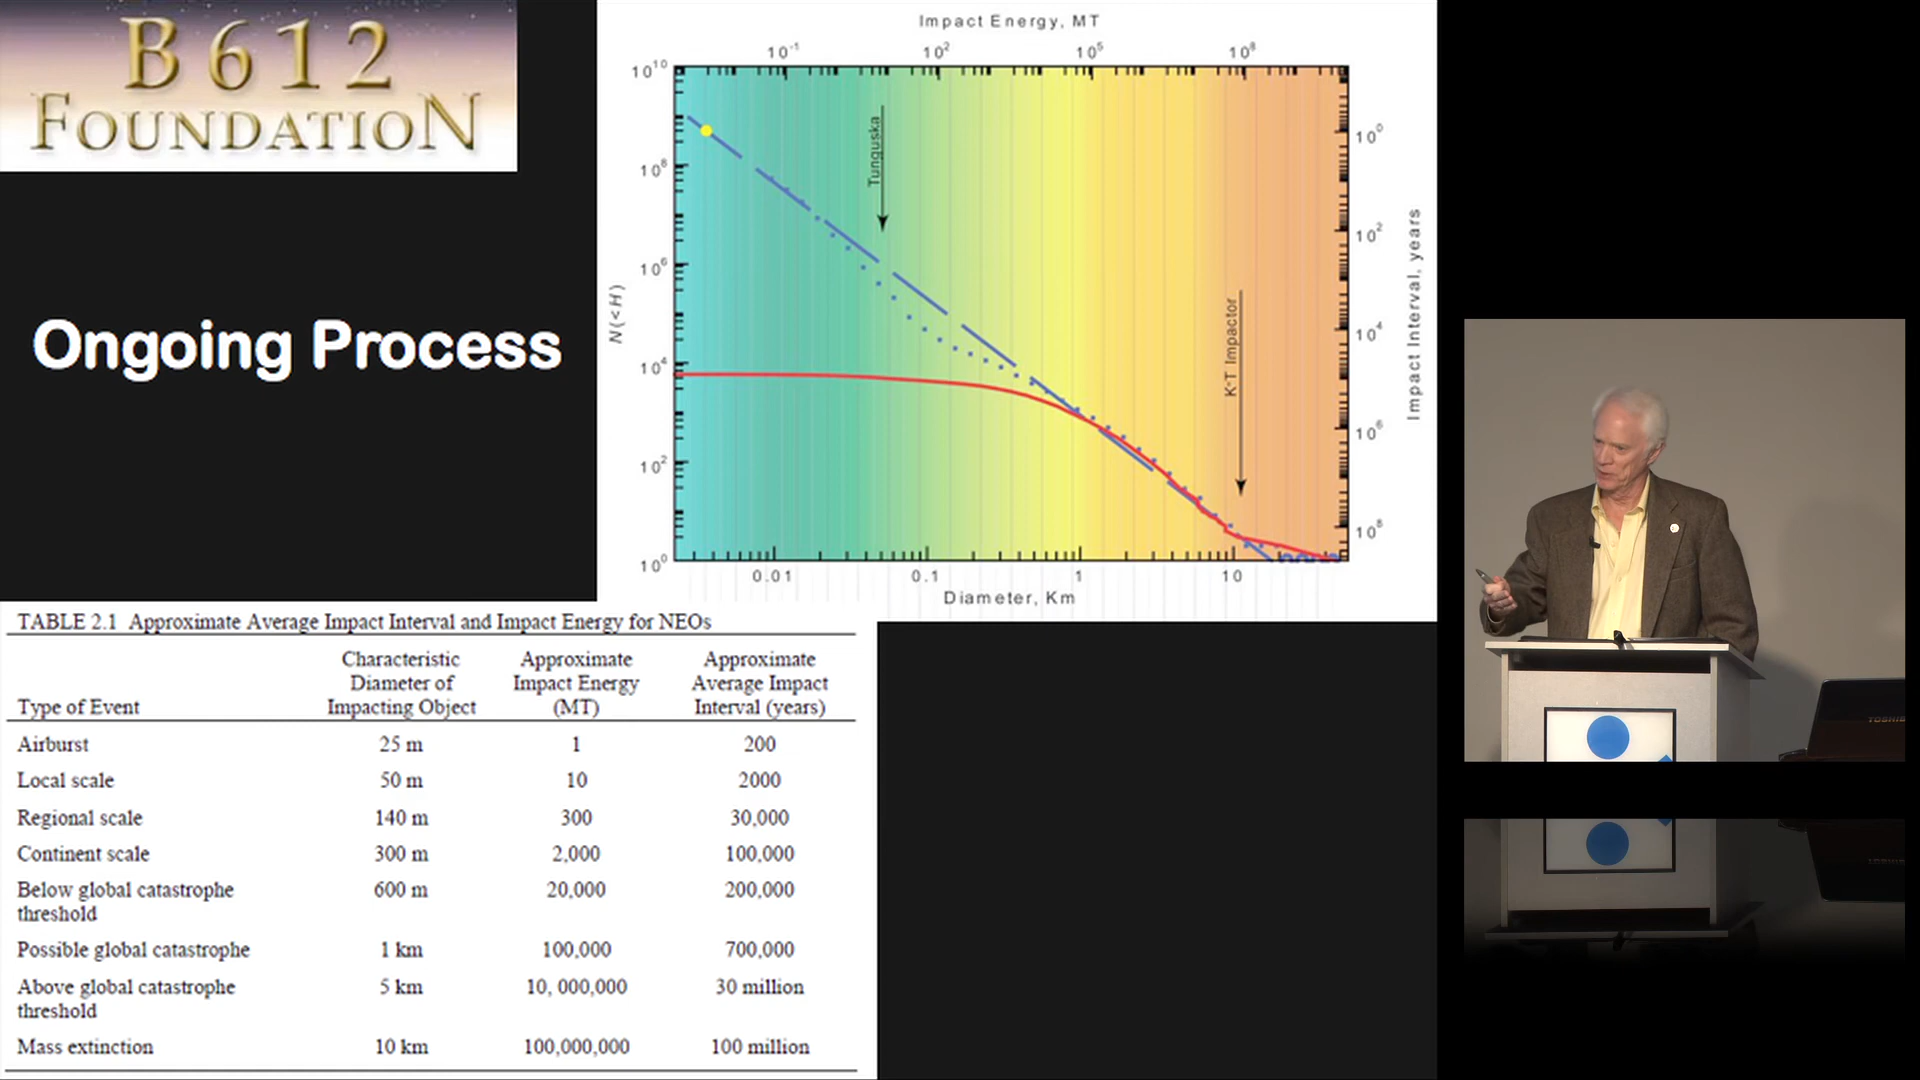 B 6 1 2
FOUNDATION
Ongoing Process
Impact Energy, MT
10⁻¹ 10² 10⁵ 10⁸
10¹⁰
10⁸
10⁶
10⁴
10²
10⁰
N(<H)
Tunguska
K-T Impactor
10⁰
10²
10⁴
10⁶
10⁸
Impact Interval, years
0.01 0.1 1 10
Diameter, Km
TABLE 2.1 Approximate Average Impact Interval and Impact Energy for NEOs
Characteristic Approximate Approximate
Diameter of Impact Energy Average Impact
Type of Event Impacting Object (MT) Interval (years)
Airburst 25 m 1 200
Local scale 50 m 10 2000
Regional scale 140 m 300 30,000
Continent scale 300 m 2,000 100,000
Below global catastrophe 600 m 20,000 200,000
threshold
Possible global catastrophe 1 km 100,000 700,000
Above global catastrophe 5 km 10, 000,000 30 million
threshold
Mass extinction 10 km 100,000,000 100 million